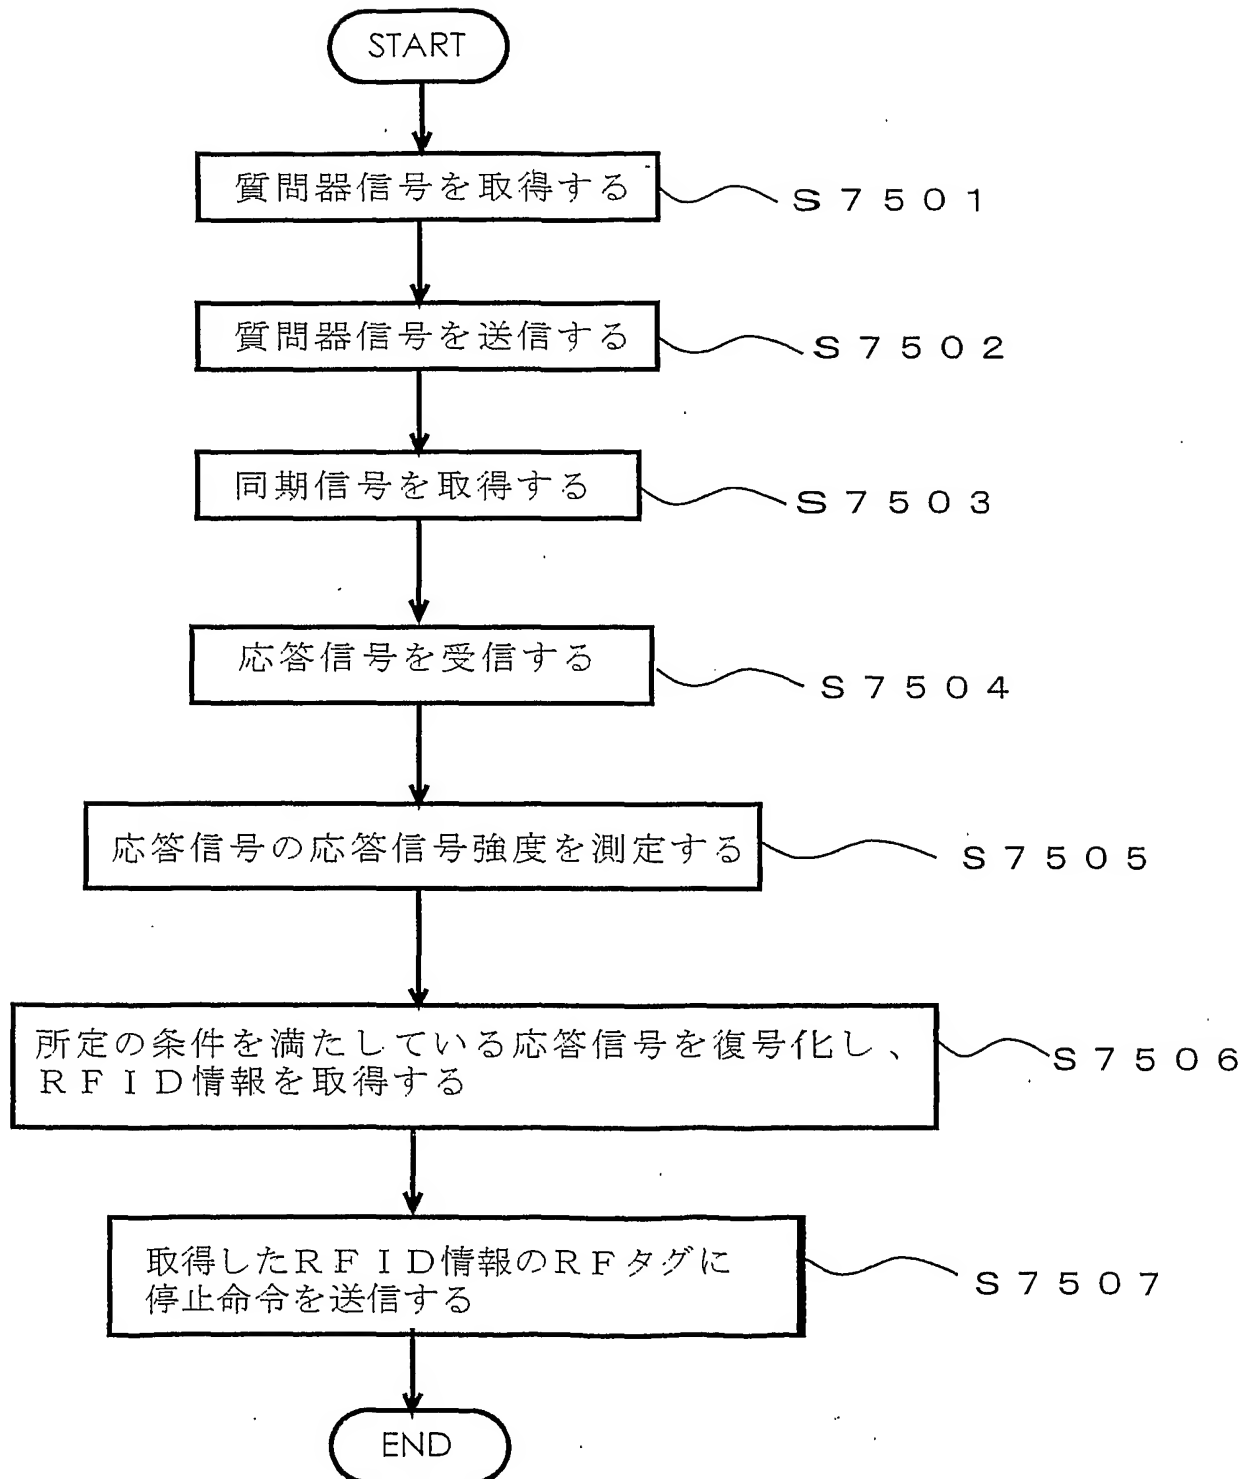 START
質問器信号を取得する
Ｓ７５０１
質問器信号を送信する
Ｓ７５０２
同期信号を取得する
Ｓ７５０３
応答信号を受信する
Ｓ７５０４
応答信号の応答信号強度を測定する
Ｓ７５０５
所定の条件を満たしている応答信号を復号化し、
ＲＦＩＤ情報を取得する
Ｓ７５０６
取得したＲＦＩＤ情報のＲＦタグに
停止命令を送信する
Ｓ７５０７
END